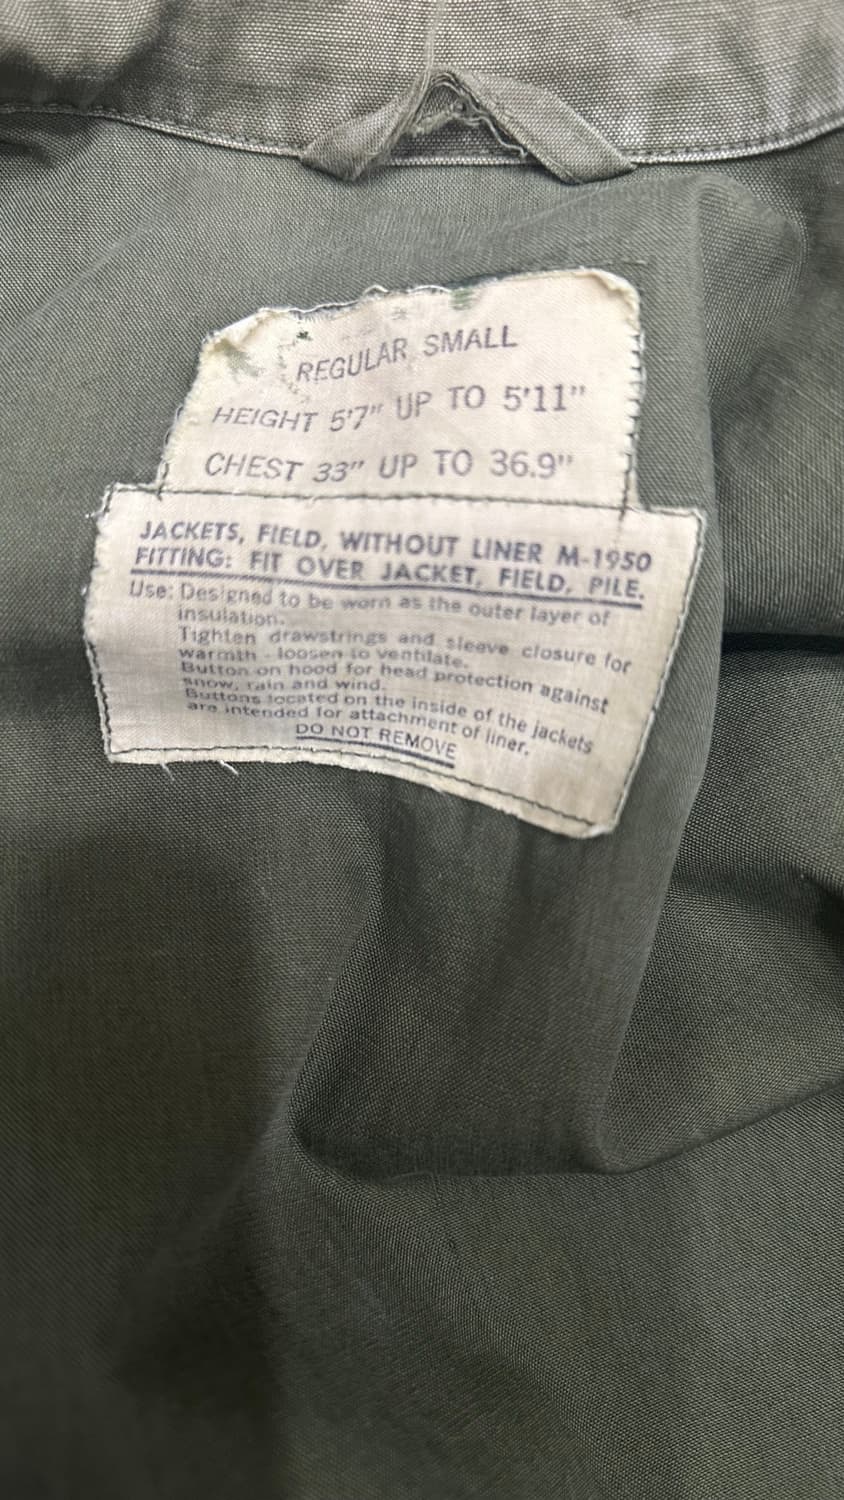 REGULAR SMALL
HEIGHT 5'7" UP TO 5'11"
CHEST 33" UP TO 36.9"
JACKETS, FIELD, WITHOUT LINER M-1950
FITTING: FIT OVER JACKET, FIELD, PILE.
Use: Designed to be worn as the outer layer of
insulation.
Tighten drawstrings and sleeve closure for
warmth - loosen to ventilate.
Button on hood for head protection against
snow, rain and wind.
Buttons located on the inside of the jackets
are intended for attachment of liner.
DO NOT REMOVE